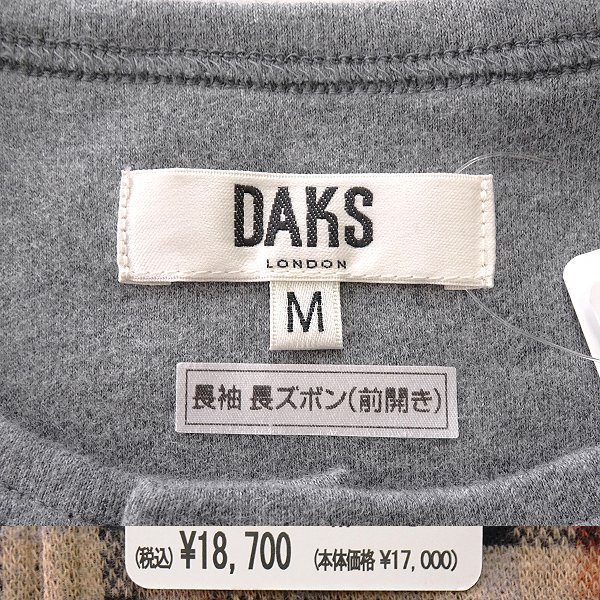 DAKS
LONDON
M
長袖 長ズボン(前開き)
(税込) ¥18,700 (本体価格 ¥17,000)